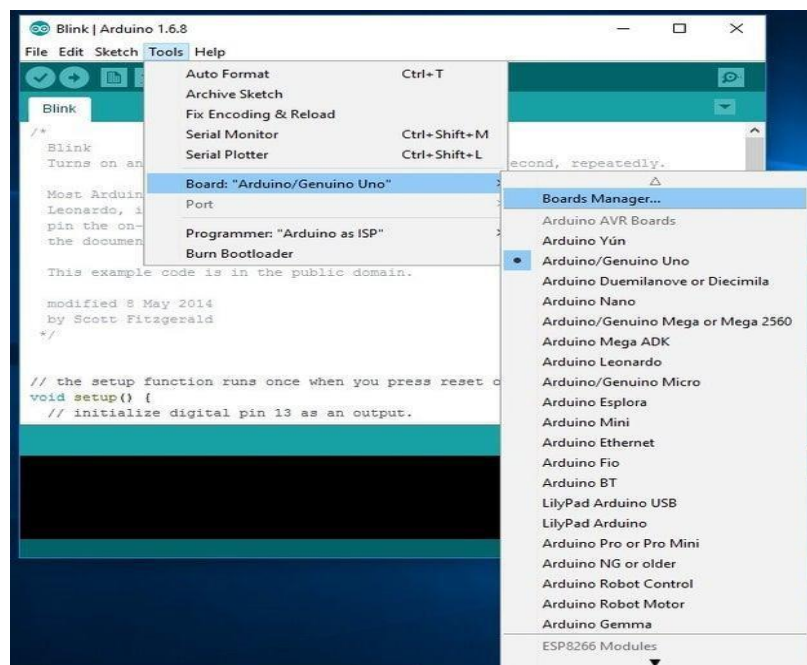 Blink | Arduino 1.6.8
File Edit Sketch Tools Help
Auto Format Ctrl+T
Archive Sketch
Fix Encoding & Reload
Serial Monitor Ctrl+Shift+M
Serial Plotter Ctrl+Shift+L
Board: "Arduino/Genuino Uno"
Port
Programmer: "Arduino as ISP"
Burn Bootloader
Blink
/*
Blink
Turns on an econd, repeatedly.
Most Arduin
Leonardo, i
pin the on-
the documen
This example code is in the public domain.
modified 8 May 2014
by Scott Fitzgerald
*/
// the setup function runs once when you press reset o
void setup() {
// initialize digital pin 13 as an output.
Boards Manager...
Arduino AVR Boards
Arduino Yún
Arduino/Genuino Uno
Arduino Duemilanove or Diecimila
Arduino Nano
Arduino/Genuino Mega or Mega 2560
Arduino Mega ADK
Arduino Leonardo
Arduino/Genuino Micro
Arduino Esplora
Arduino Mini
Arduino Ethernet
Arduino Fio
Arduino BT
LilyPad Arduino USB
LilyPad Arduino
Arduino Pro or Pro Mini
Arduino NG or older
Arduino Robot Control
Arduino Robot Motor
Arduino Gemma
ESP8266 Modules